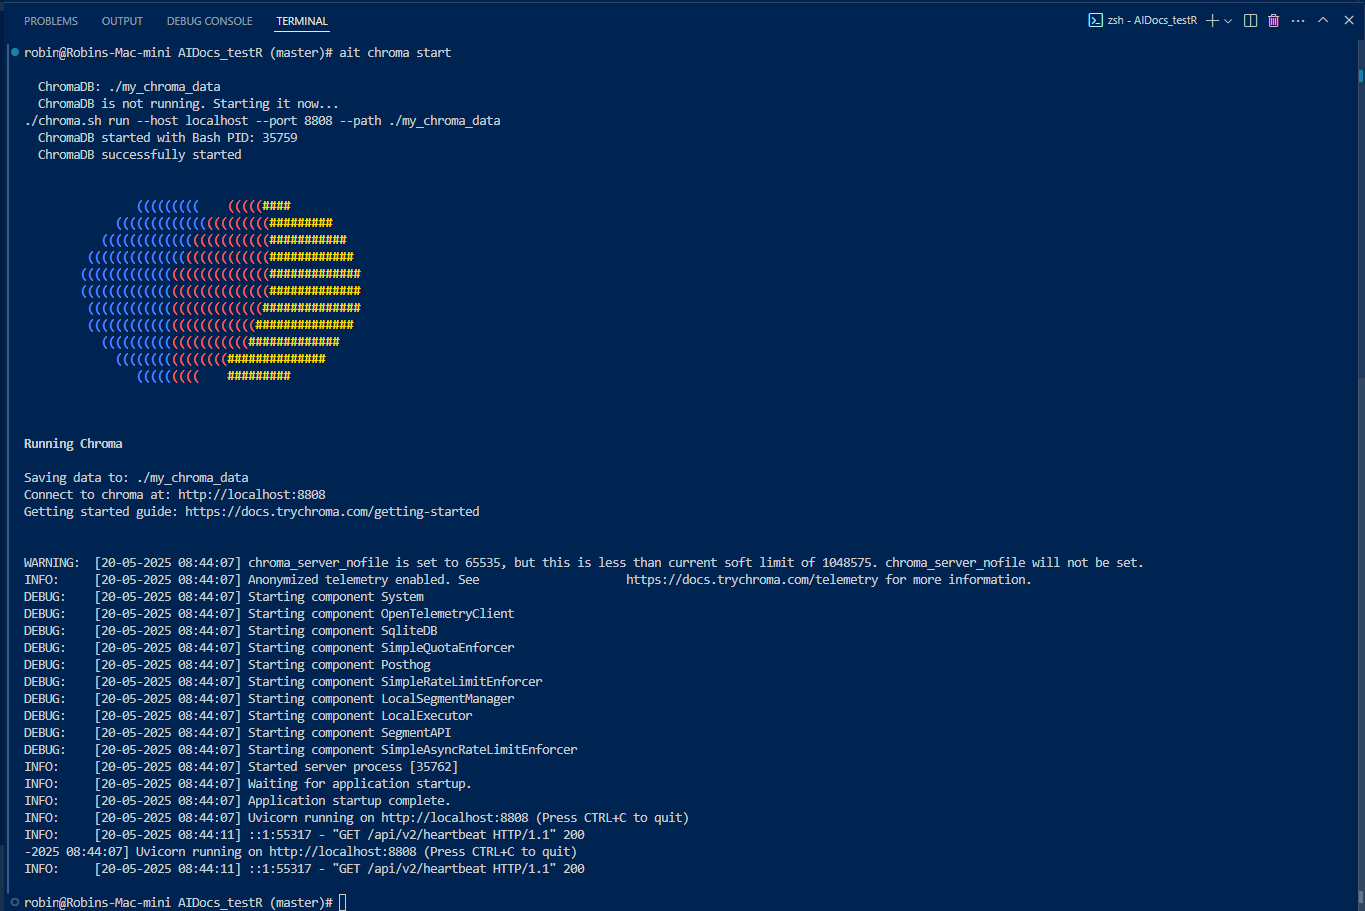 PROBLEMS OUTPUT DEBUG CONSOLE TERMINAL zsh - AIDocs_testR
robin@Robins-Mac-mini AIDocs_testR (master)# ait chroma start
ChromaDB: ./my_chroma_data
ChromaDB is not running. Starting it now...
./chroma.sh run --host localhost --port 8808 --path ./my_chroma_data
ChromaDB started with Bash PID: 35759
ChromaDB successfully started
(((((((((    (((((####
((((((((((((((((((((((#########
((((((((((((((((((((((((###########
((((((((((((((((((((((((((############
(((((((((((((((((((((((((((#############
(((((((((((((((((((((((((((#############
(((((((((((((((((((((((((##############
((((((((((((((((((((((((##############
(((((((((((((((((((((#############
((((((((((((((((##############
(((((((((    #########
Running Chroma
Saving data to: ./my_chroma_data
Connect to chroma at: http://localhost:8808
Getting started guide: https://docs.trychroma.com/getting-started
WARNING:  [20-05-2025 08:44:07] chroma_server_nofile is set to 65535, but this is less than current soft limit of 1048575. chroma_server_nofile will not be set.
INFO:     [20-05-2025 08:44:07] Anonymized telemetry enabled. See                     https://docs.trychroma.com/telemetry for more information.
DEBUG:    [20-05-2025 08:44:07] Starting component System
DEBUG:    [20-05-2025 08:44:07] Starting component OpenTelemetryClient
DEBUG:    [20-05-2025 08:44:07] Starting component SqliteDB
DEBUG:    [20-05-2025 08:44:07] Starting component SimpleQuotaEnforcer
DEBUG:    [20-05-2025 08:44:07] Starting component Posthog
DEBUG:    [20-05-2025 08:44:07] Starting component SimpleRateLimitEnforcer
DEBUG:    [20-05-2025 08:44:07] Starting component LocalSegmentManager
DEBUG:    [20-05-2025 08:44:07] Starting component LocalExecutor
DEBUG:    [20-05-2025 08:44:07] Starting component SegmentAPI
DEBUG:    [20-05-2025 08:44:07] Starting component SimpleAsyncRateLimitEnforcer
INFO:     [20-05-2025 08:44:07] Started server process [35762]
INFO:     [20-05-2025 08:44:07] Waiting for application startup.
INFO:     [20-05-2025 08:44:07] Application startup complete.
INFO:     [20-05-2025 08:44:07] Uvicorn running on http://localhost:8808 (Press CTRL+C to quit)
INFO:     [20-05-2025 08:44:11] ::1:55317 - "GET /api/v2/heartbeat HTTP/1.1" 200
-2025 08:44:07] Uvicorn running on http://localhost:8808 (Press CTRL+C to quit)
INFO:     [20-05-2025 08:44:11] ::1:55317 - "GET /api/v2/heartbeat HTTP/1.1" 200
robin@Robins-Mac-mini AIDocs_testR (master)#